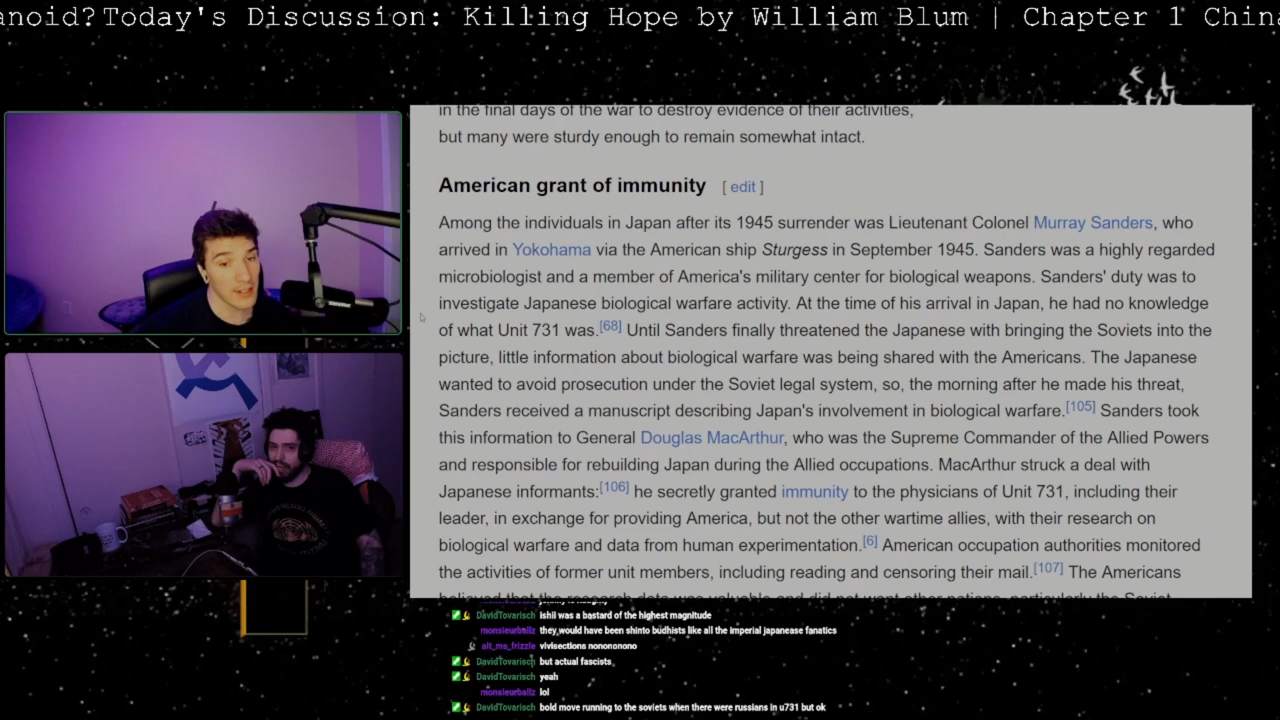 anoid?Today's Discussion: Killing Hope by William Blum | Chapter 1 Chin
in the final days of the war to destroy evidence of their activities,
but many were sturdy enough to remain somewhat intact.
American grant of immunity [ edit ]
Among the individuals in Japan after its 1945 surrender was Lieutenant Colonel Murray Sanders, who
arrived in Yokohama via the American ship Sturgess in September 1945. Sanders was a highly regarded
microbiologist and a member of America's military center for biological weapons. Sanders' duty was to
investigate Japanese biological warfare activity. At the time of his arrival in Japan, he had no knowledge
of what Unit 731 was.[68] Until Sanders finally threatened the Japanese with bringing the Soviets into the
picture, little information about biological warfare was being shared with the Americans. The Japanese
wanted to avoid prosecution under the Soviet legal system, so, the morning after he made his threat,
Sanders received a manuscript describing Japan's involvement in biological warfare.[105] Sanders took
this information to General Douglas MacArthur, who was the Supreme Commander of the Allied Powers
and responsible for rebuilding Japan during the Allied occupations. MacArthur struck a deal with
Japanese informants:[106] he secretly granted immunity to the physicians of Unit 731, including their
leader, in exchange for providing America, but not the other wartime allies, with their research on
biological warfare and data from human experimentation.[6] American occupation authorities monitored
the activities of former unit members, including reading and censoring their mail.[107] The Americans
believed that the research data was valuable and did not want other nations, particularly the Soviet
DavidTovarisch Ishii was a bastard of the highest magnitude
monsieurballz they would have been shinto budhists like all the imperial japanease fanatics
alt_ms_frizzle vivisections nonononono
DavidTovarisch but actual fascists
DavidTovarisch yeah
monsieurballz lol
DavidTovarisch bold move running to the soviets when there were russians in u731 but ok